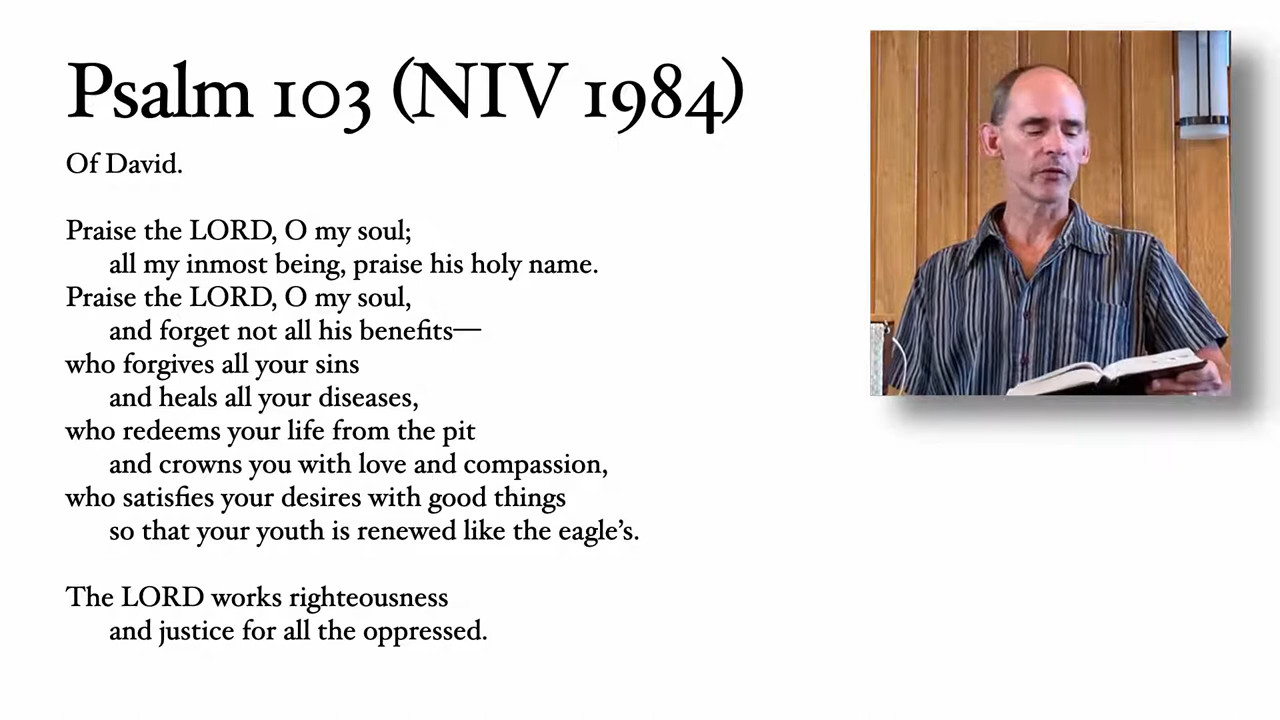 Psalm 103 (NIV 1984)
Of David.
Praise the LORD, O my soul;
all my inmost being, praise his holy name.
Praise the LORD, O my soul,
and forget not all his benefits—
who forgives all your sins
and heals all your diseases,
who redeems your life from the pit
and crowns you with love and compassion,
who satisfies your desires with good things
so that your youth is renewed like the eagle’s.
The LORD works righteousness
and justice for all the oppressed.